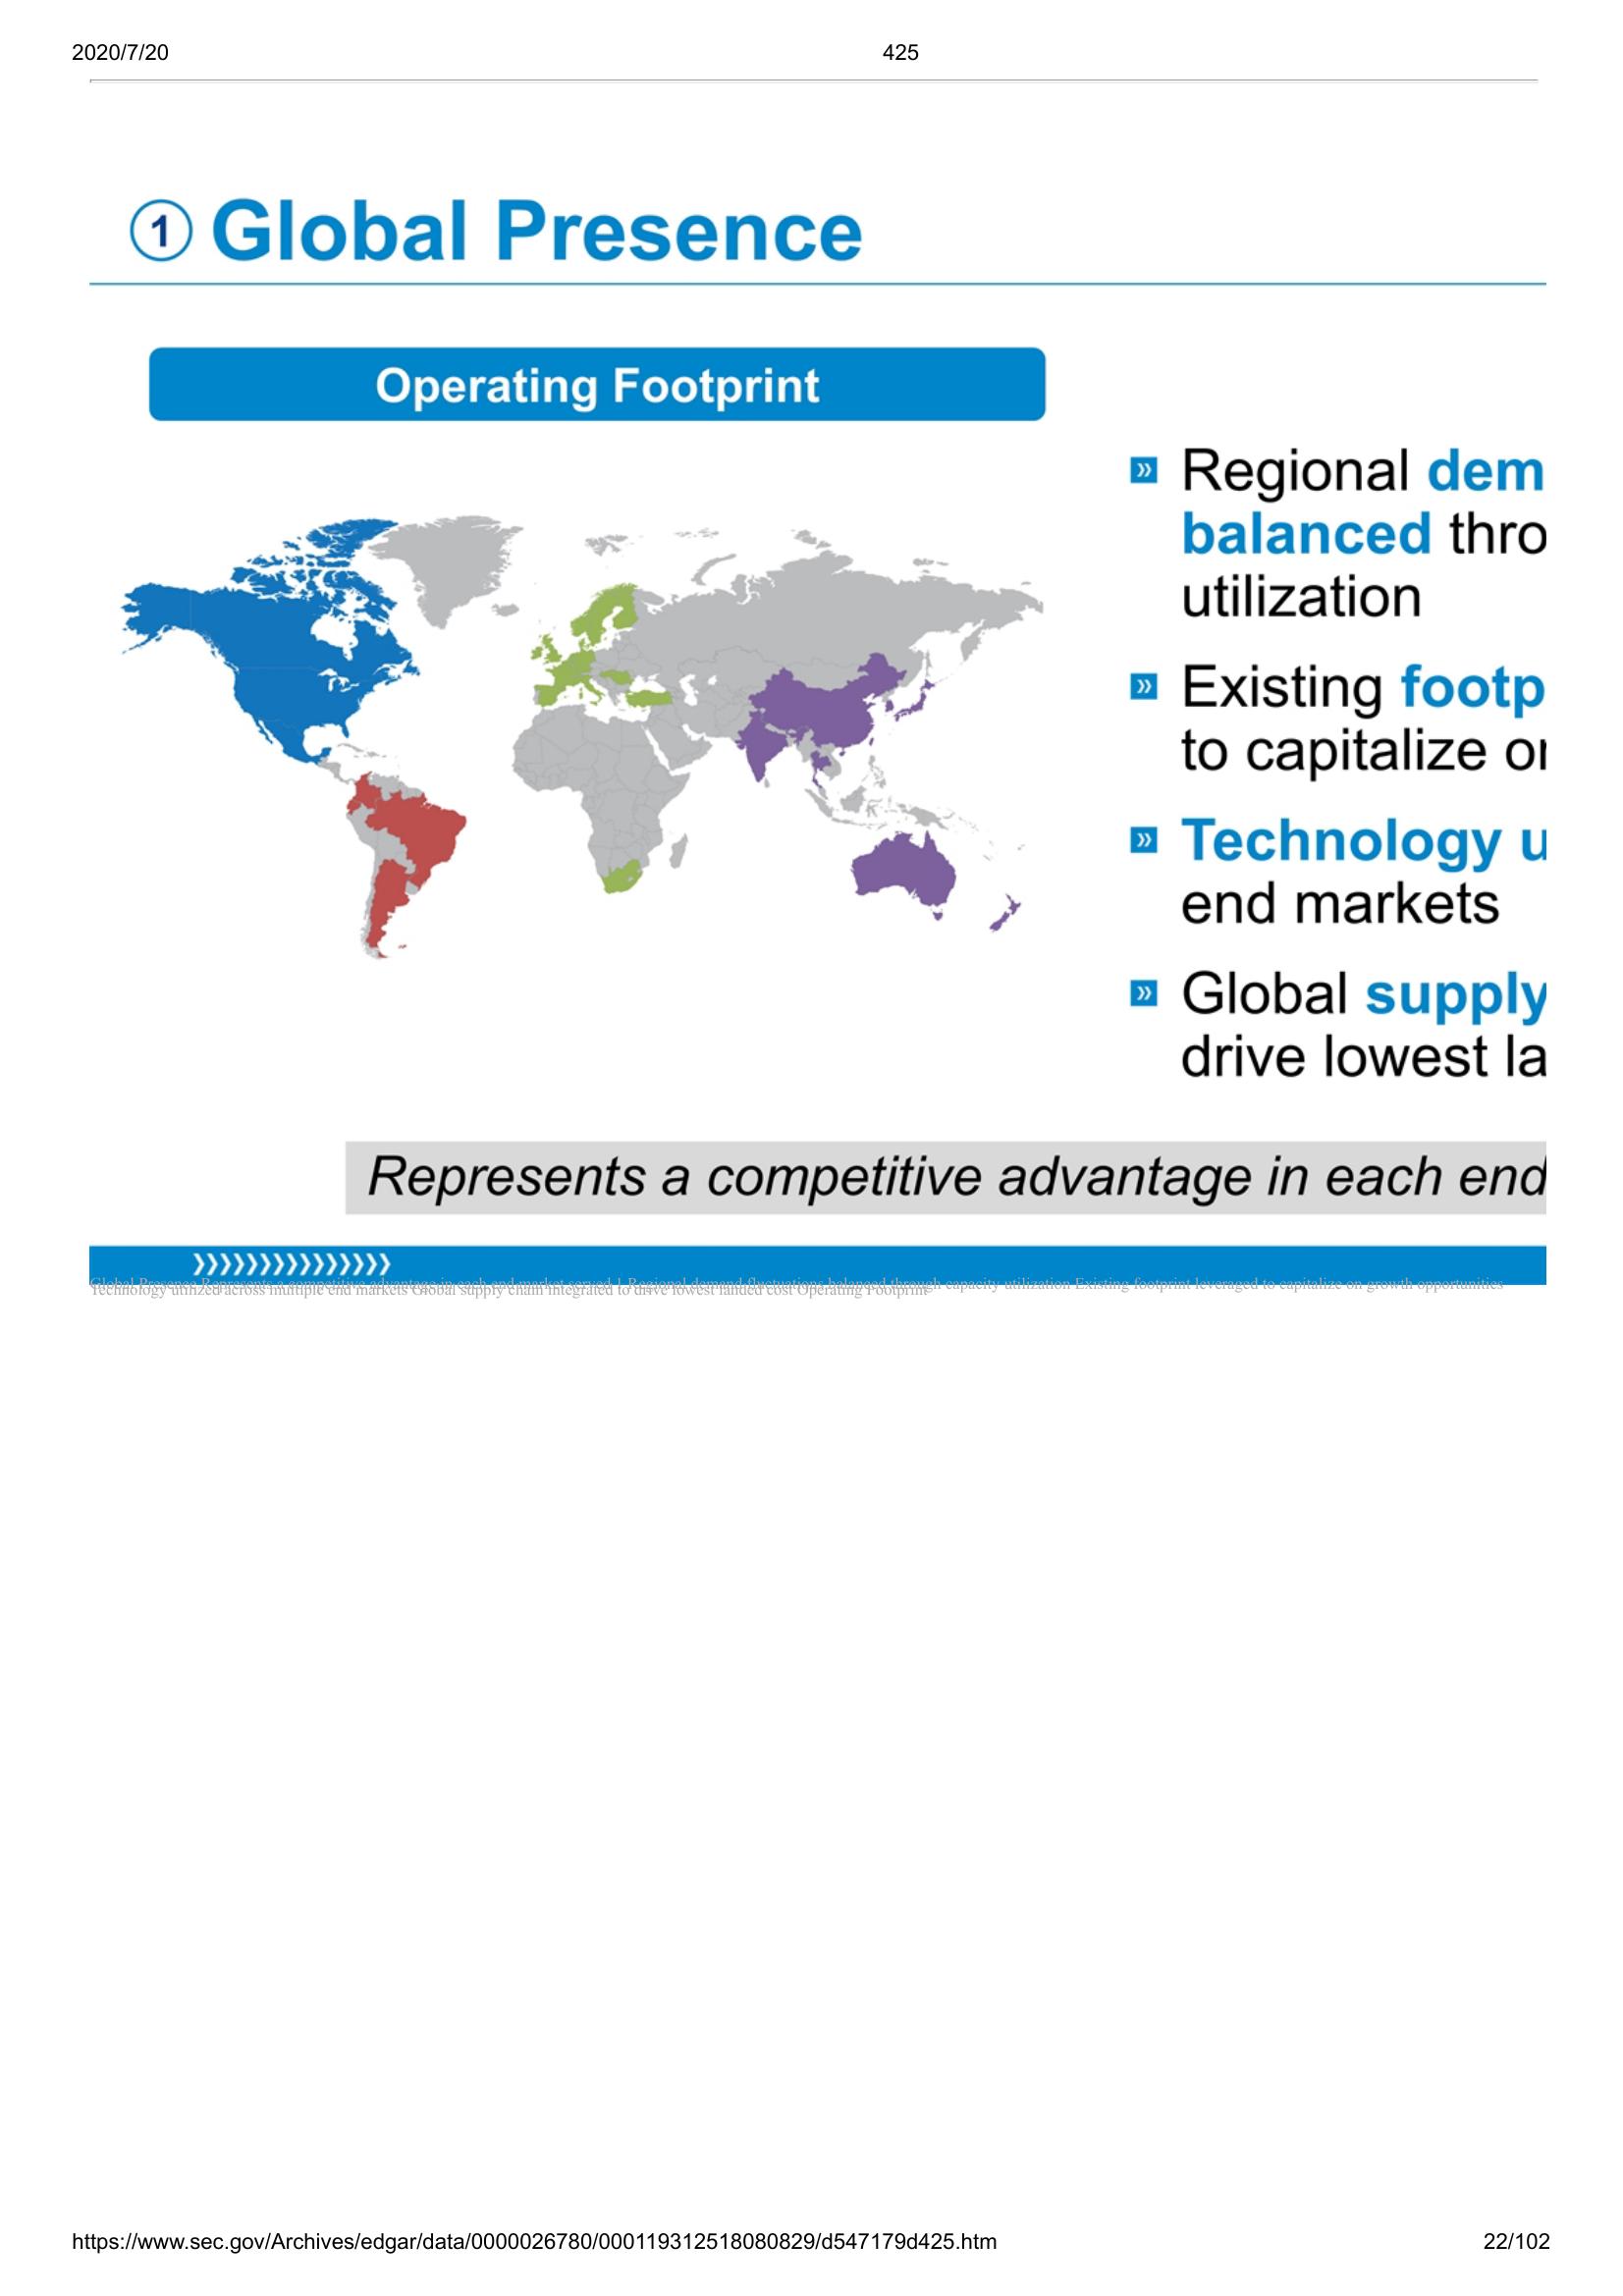 2020/7/20
425
1 Global Presence
Operating Footprint
» Regional dem
balanced thro
utilization
» Existing footp
to capitalize or
» Technology u
end markets
» Global supply
drive lowest la
Represents a competitive advantage in each end
Global Presence Represents a competitive advantage in each end market served 1 Regional demand fluctuations balanced through capacity utilization Existing footprint leveraged to capitalize on growth opportunities
Technology utilized across multiple end markets Global supply chain integrated to drive lowest landed cost Operating Footprint
https://www.sec.gov/Archives/edgar/data/0000026780/000119312518080829/d547179d425.htm
22/102